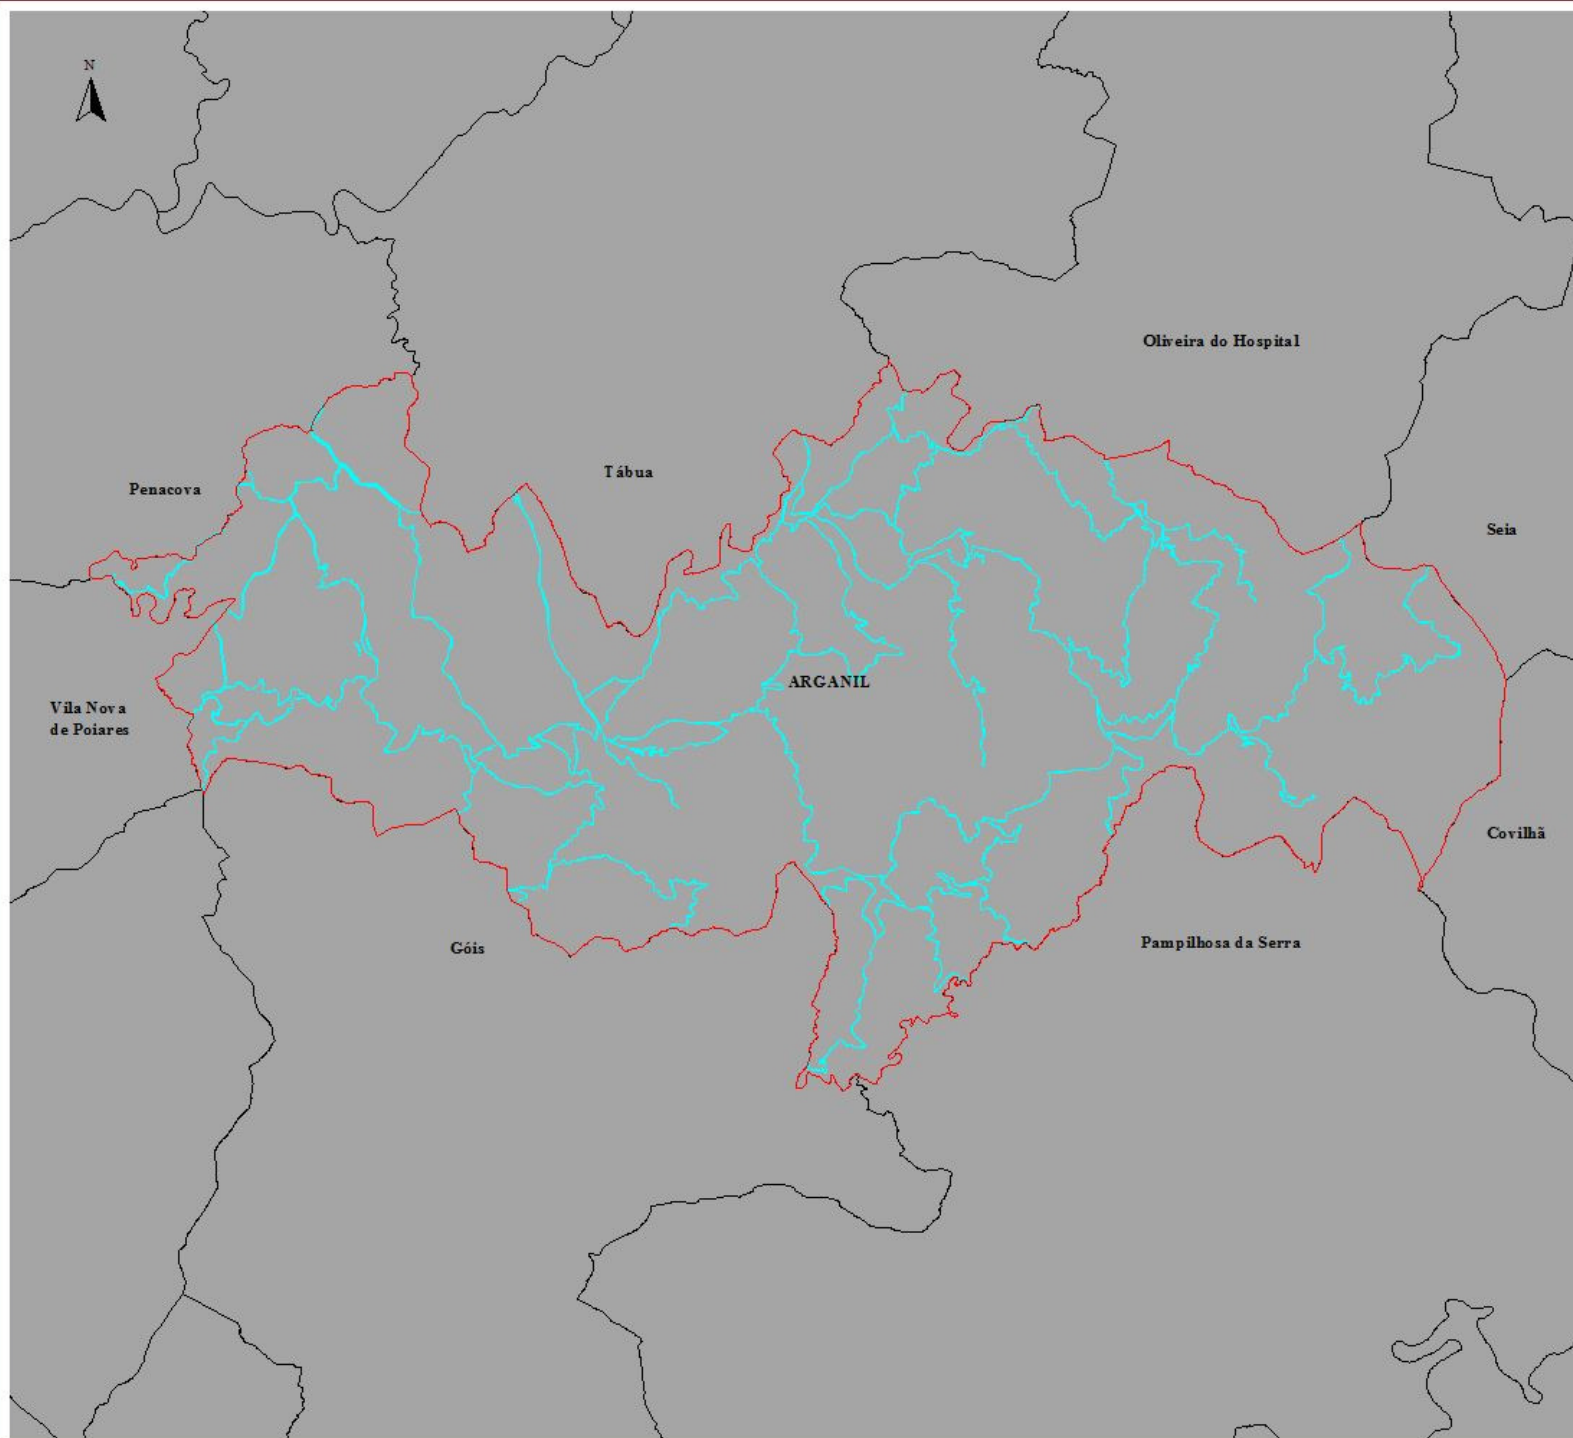 N
Oliveira do Hospital
Tábua
Penacova
Seia
ARGANIL
Vila Nova
de Poiares
Covilhã
Góis
Pampilhosa da Serra